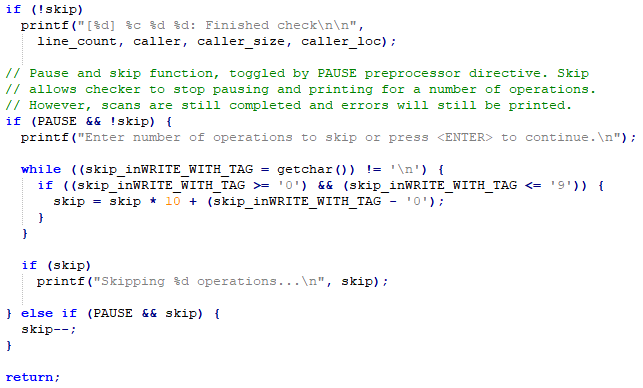 if (!skip)
printf("[%d] %c %d %d: Finished check\n\n",
line_count, caller, caller_size, caller_loc);
// Pause and skip function, toggled by PAUSE preprocessor directive. Skip
// allows checker to stop pausing and printing for a number of operations.
// However, scans are still completed and errors will still be printed.
if (PAUSE && !skip) {
printf("Enter number of operations to skip or press <ENTER> to continue.\n");
while ((skip_inWRITE_WITH_TAG = getchar()) != '\n') {
if ((skip_inWRITE_WITH_TAG >= '0') && (skip_inWRITE_WITH_TAG <= '9')) {
skip = skip * 10 + (skip_inWRITE_WITH_TAG - '0');
}
}
if (skip)
printf("Skipping %d operations...\n", skip);
} else if (PAUSE && skip) {
skip--;
}
return;